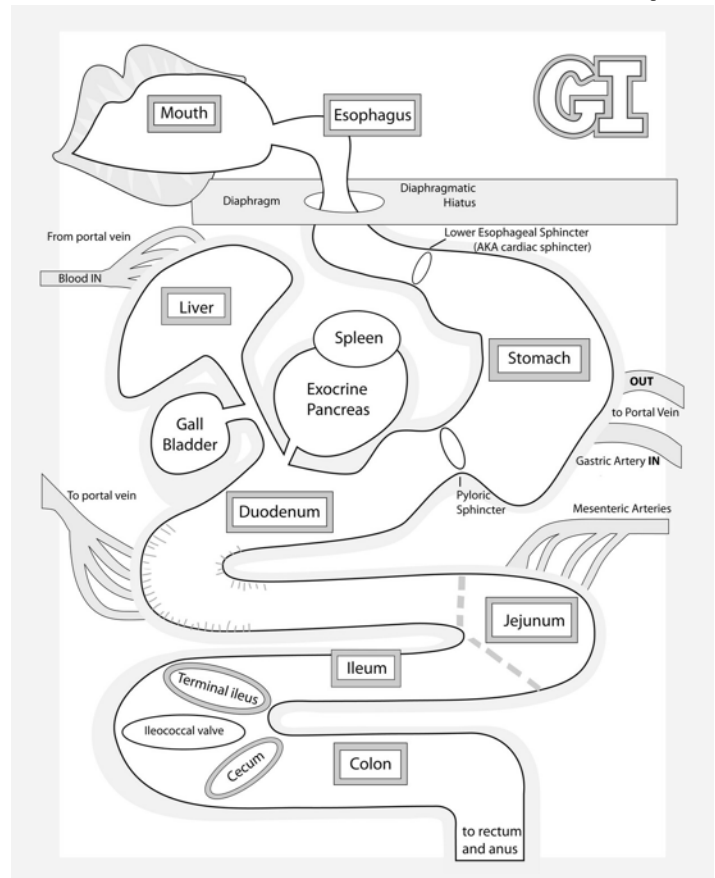 GI
Mouth
Esophagus
Diaphragm
Diaphragmatic
Hiatus
From portal vein
Lower Esophageal Sphincter
(AKA cardiac sphincter)
Blood IN
Liver
Spleen
Stomach
Exocrine
Pancreas
OUT
to Portal Vein
Gall
Bladder
Gastric Artery IN
To portal vein
Pyloric
Sphincter
Duodenum
Mesenteric Arteries
Jejunum
Ileum
Terminal ileus
Ileococcal valve
Cecum
Colon
to rectum
and anus